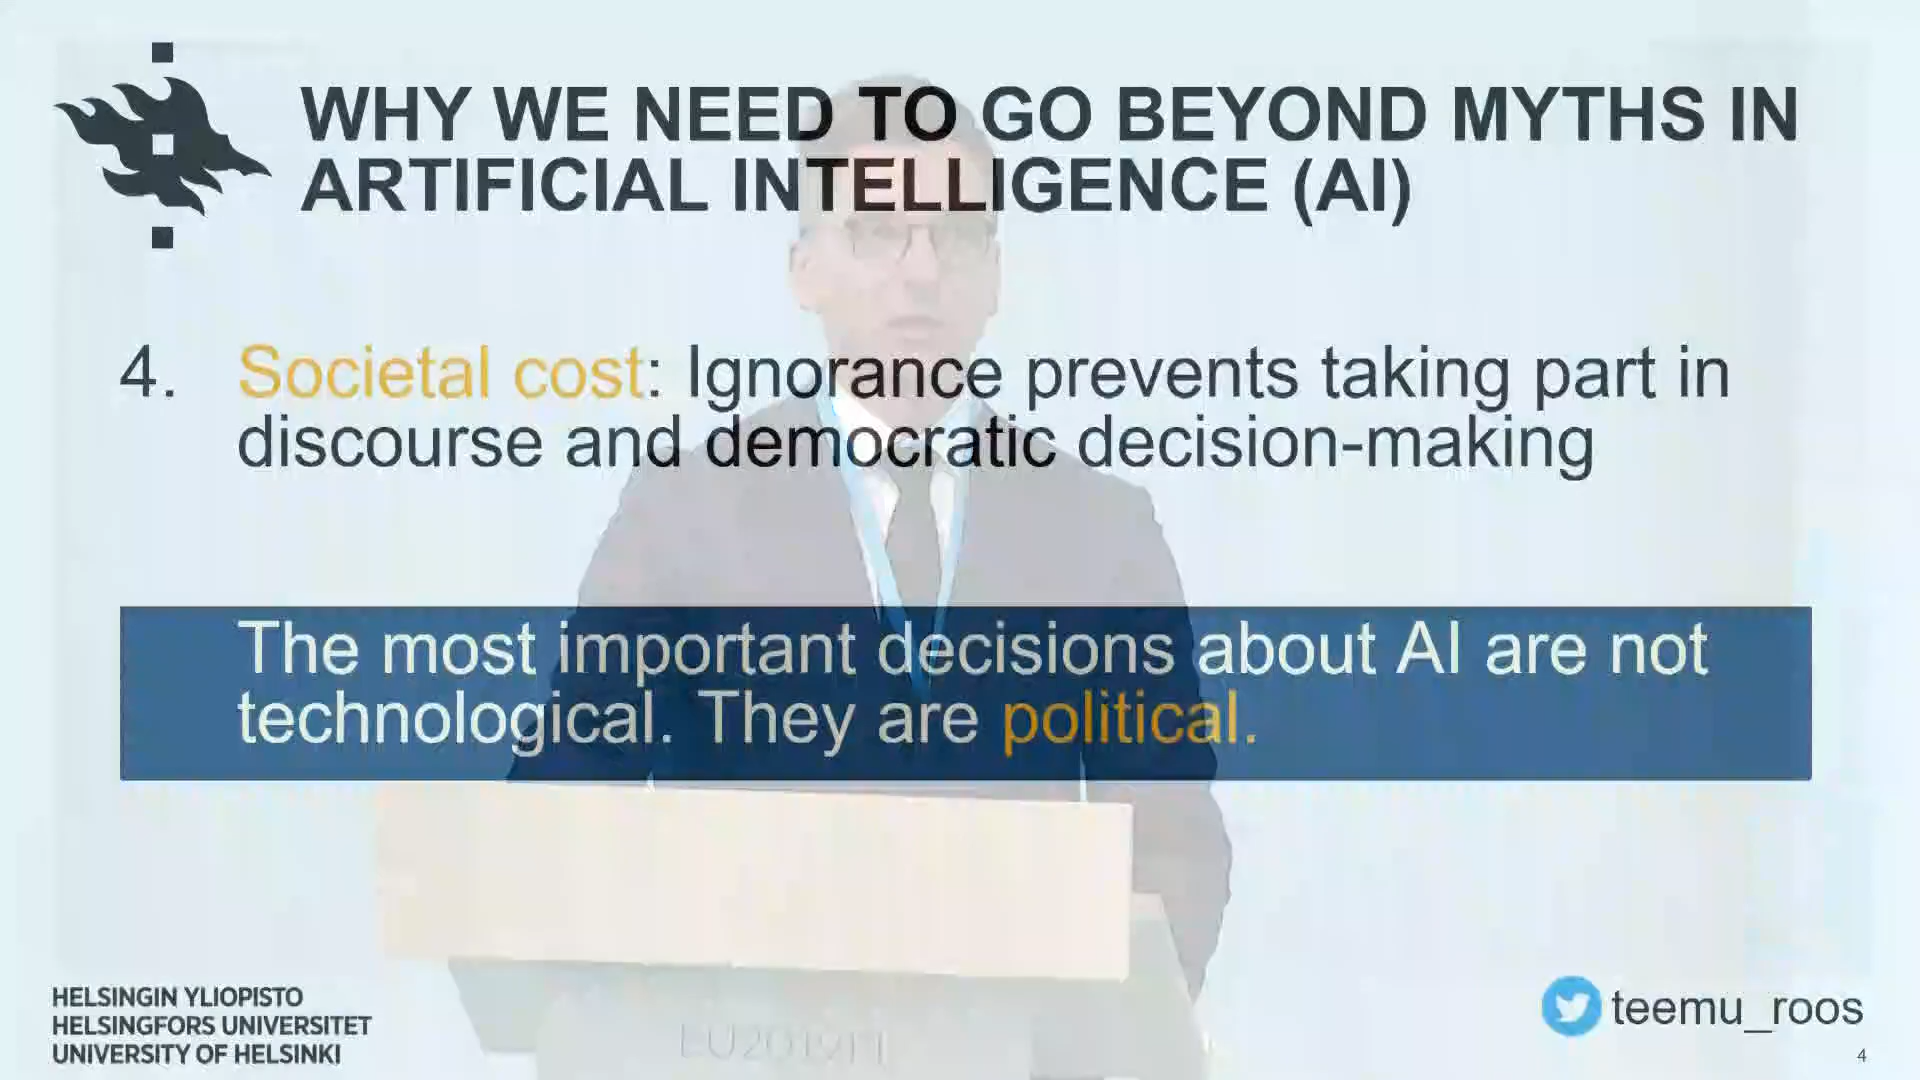 WHY WE NEED TO GO BEYOND MYTHS IN
ARTIFICIAL INTELLIGENCE (AI)
4. Societal cost: Ignorance prevents taking part in
discourse and democratic decision-making
The most important decisions about AI are not
technological. They are political.
HELSINGIN YLIOPISTO
HELSINGFORS UNIVERSITET
UNIVERSITY OF HELSINKI
EU2019FI
teemu_roos
4